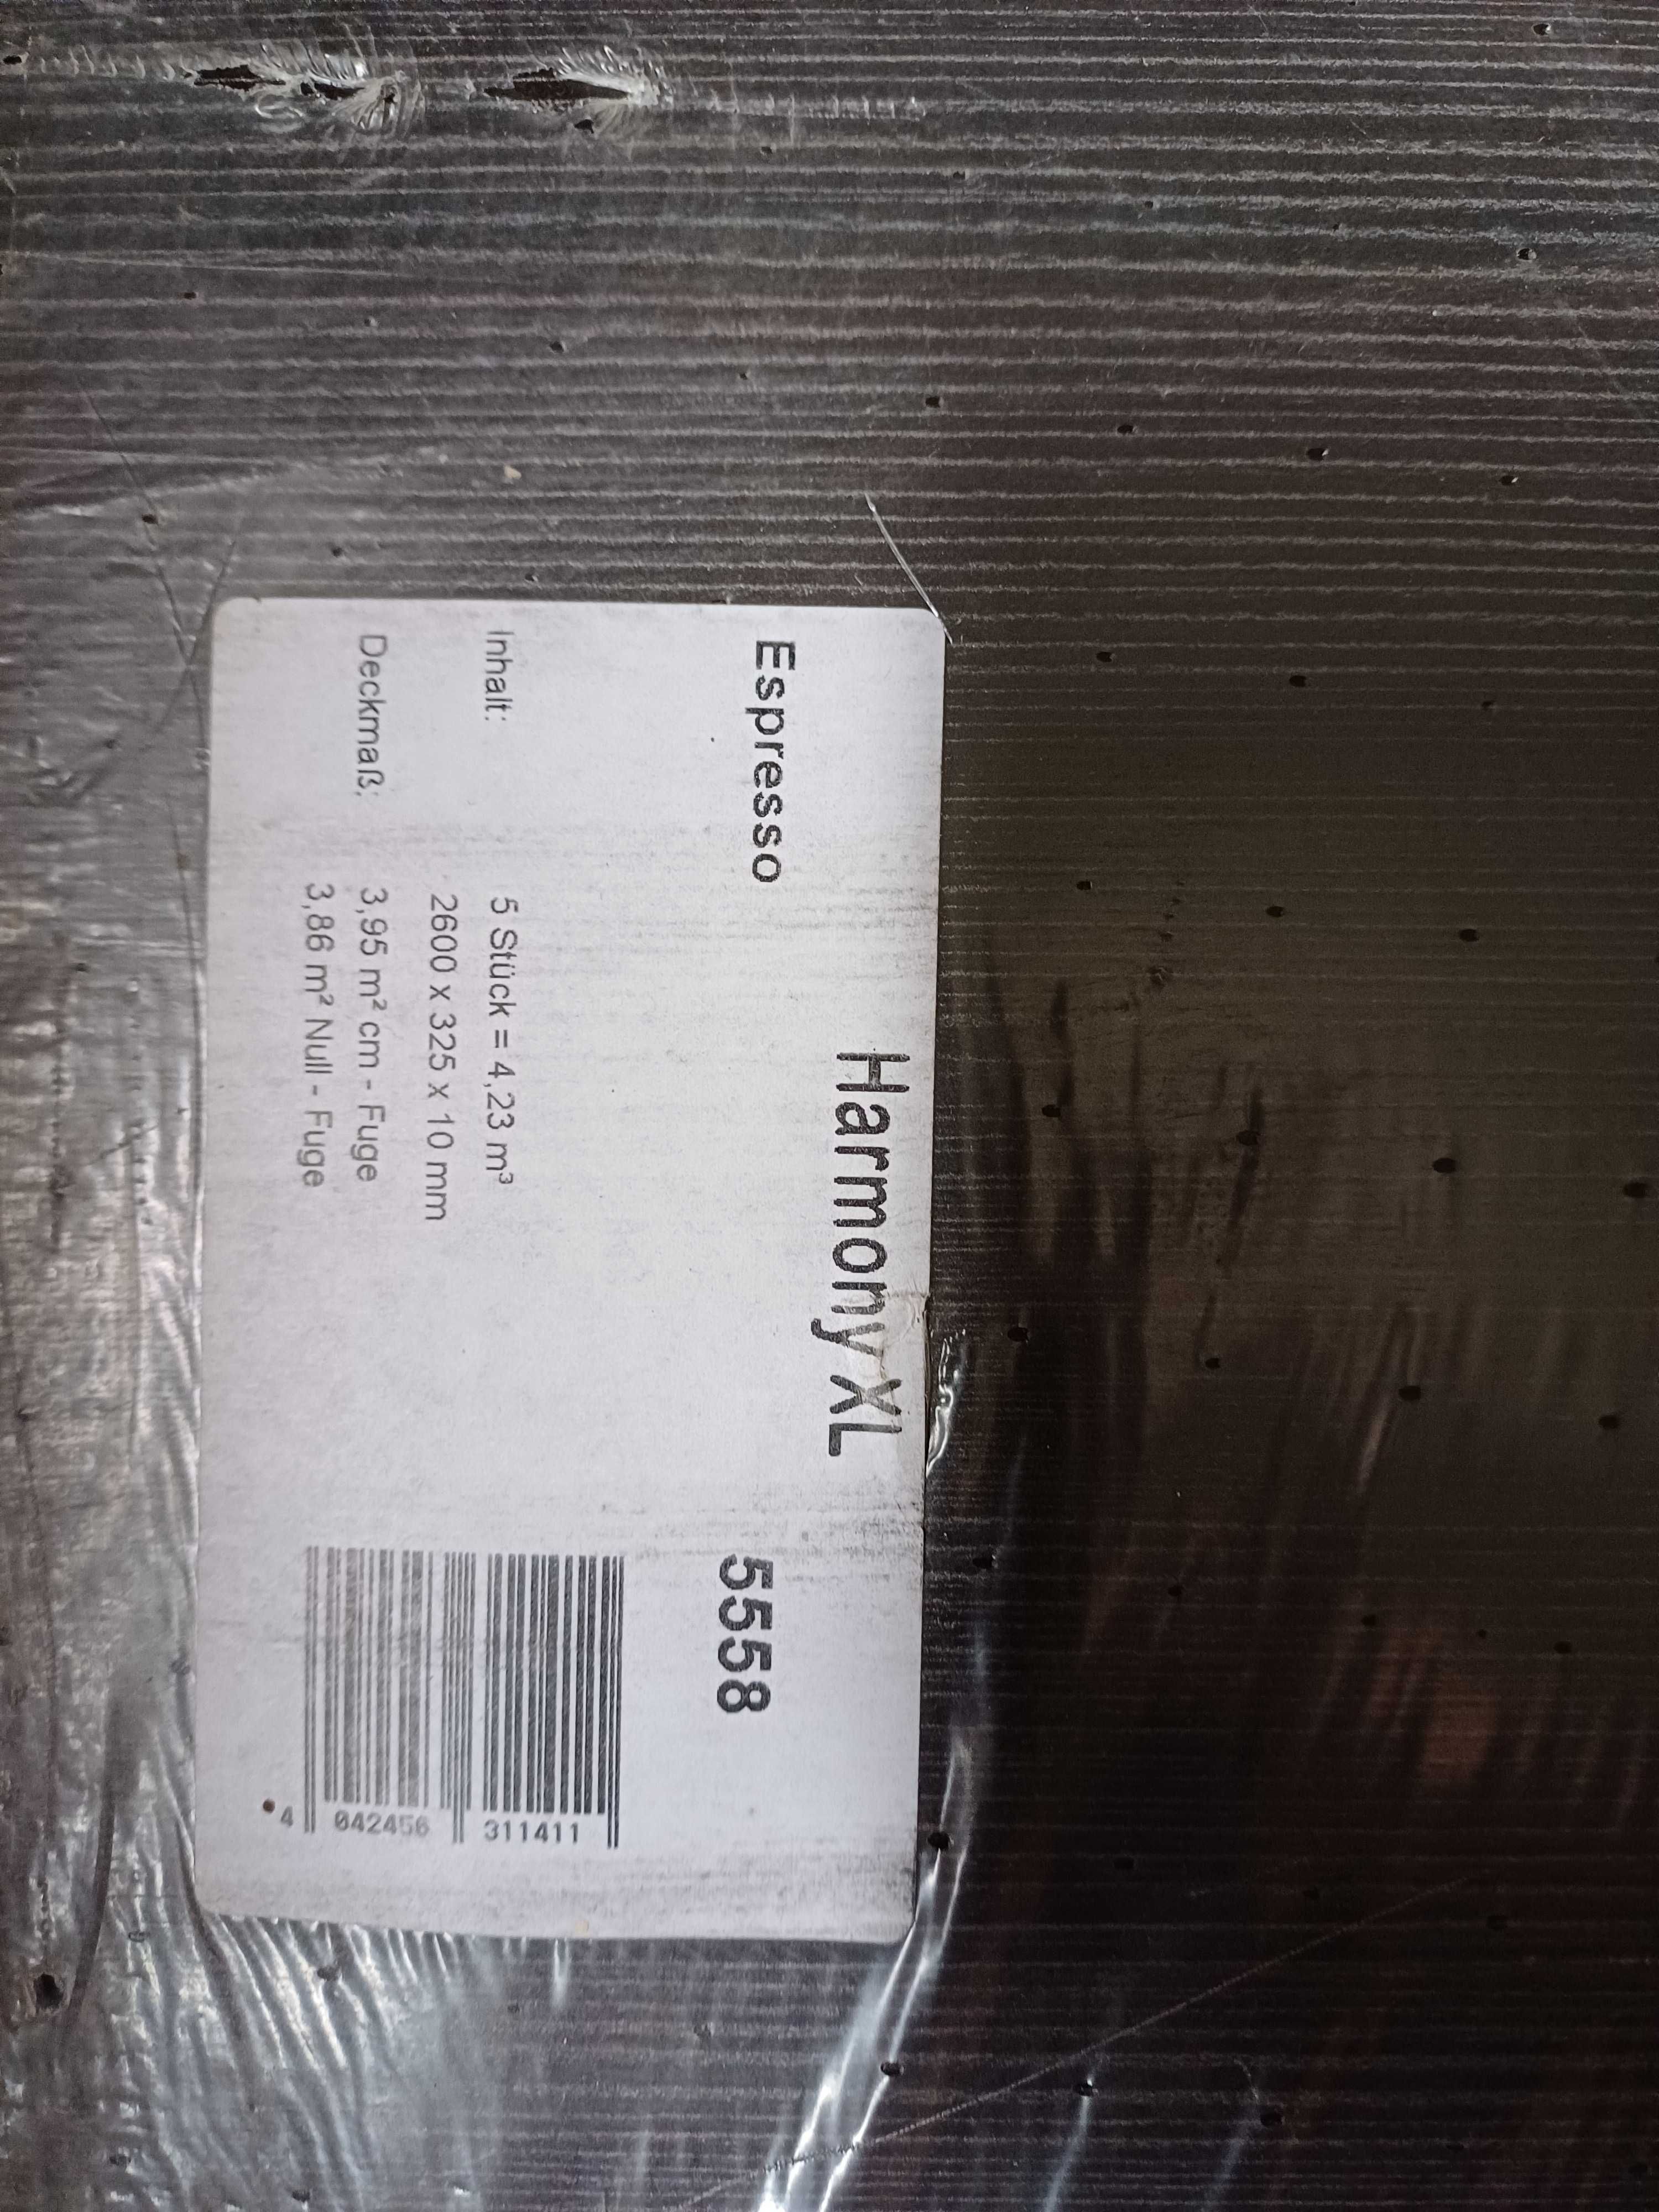 Harmony XL
Espresso 5558
Inhalt: 5 Stück = 4,23 m³
2600 x 325 x 10 mm
Deckmaß: 3,95 m² cm - Fuge
3,86 m² Null - Fuge
4 042456 311411